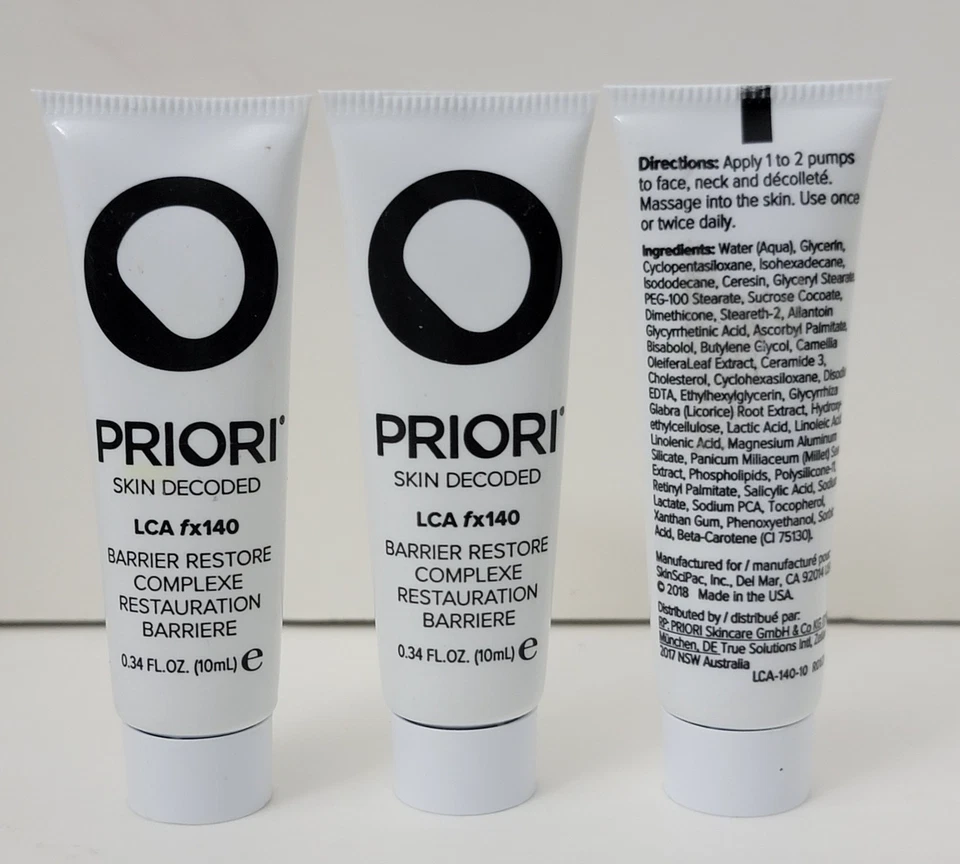 PRIORI®
SKIN DECODED
LCA fx140
BARRIER RESTORE
COMPLEXE
RESTAURATION
BARRIERE
0.34 FL.OZ. (10mL) e
PRIORI®
SKIN DECODED
LCA fx140
BARRIER RESTORE
COMPLEXE
RESTAURATION
BARRIERE
0.34 FL.OZ. (10mL) e
Directions: Apply 1 to 2 pumps
to face, neck and décolleté.
Massage into the skin. Use once
or twice daily.
Ingredients: Water (Aqua), Glycerin,
Cyclopentasiloxane, Isohexadecane,
Isododecane, Ceresin, Glyceryl Stearate
PEG-100 Stearate, Sucrose Cocoate,
Dimethicone, Steareth-2, Allantoin
Glycyrrhetinic Acid, Ascorbyl Palmitate,
Bisabolol, Butylene Glycol, Camellia
OleiferaLeaf Extract, Ceramide 3,
Cholesterol, Cyclohexasiloxane,
EDTA, Ethylhexylglycerin, Glycyrrhiza
Glabra (Licorice) Root Extract, Hydroxy-
ethylcellulose, Lactic Acid, Linoleic
Linolenic Acid, Magnesium Aluminum
Silicate, Panicum Miliaceum (Millet)
Extract, Phospholipids, Polysilicone-11,
Retinyl Palmitate, Salicylic Acid,
Lactate, Sodium PCA, Tocopherol,
Xanthan Gum, Phenoxyethanol,
Acid, Beta-Carotene (CI 75130).
Manufactured for / manufacturé pour
SkinSciPac, Inc., Del Mar, CA 92014
© 2018 Made in the USA.
Distributed by / distribué par:
RP: PRIORI Skincare GmbH & Co KG
München, DE True Solutions Intl,
2017 NSW Australia
LCA-140-10